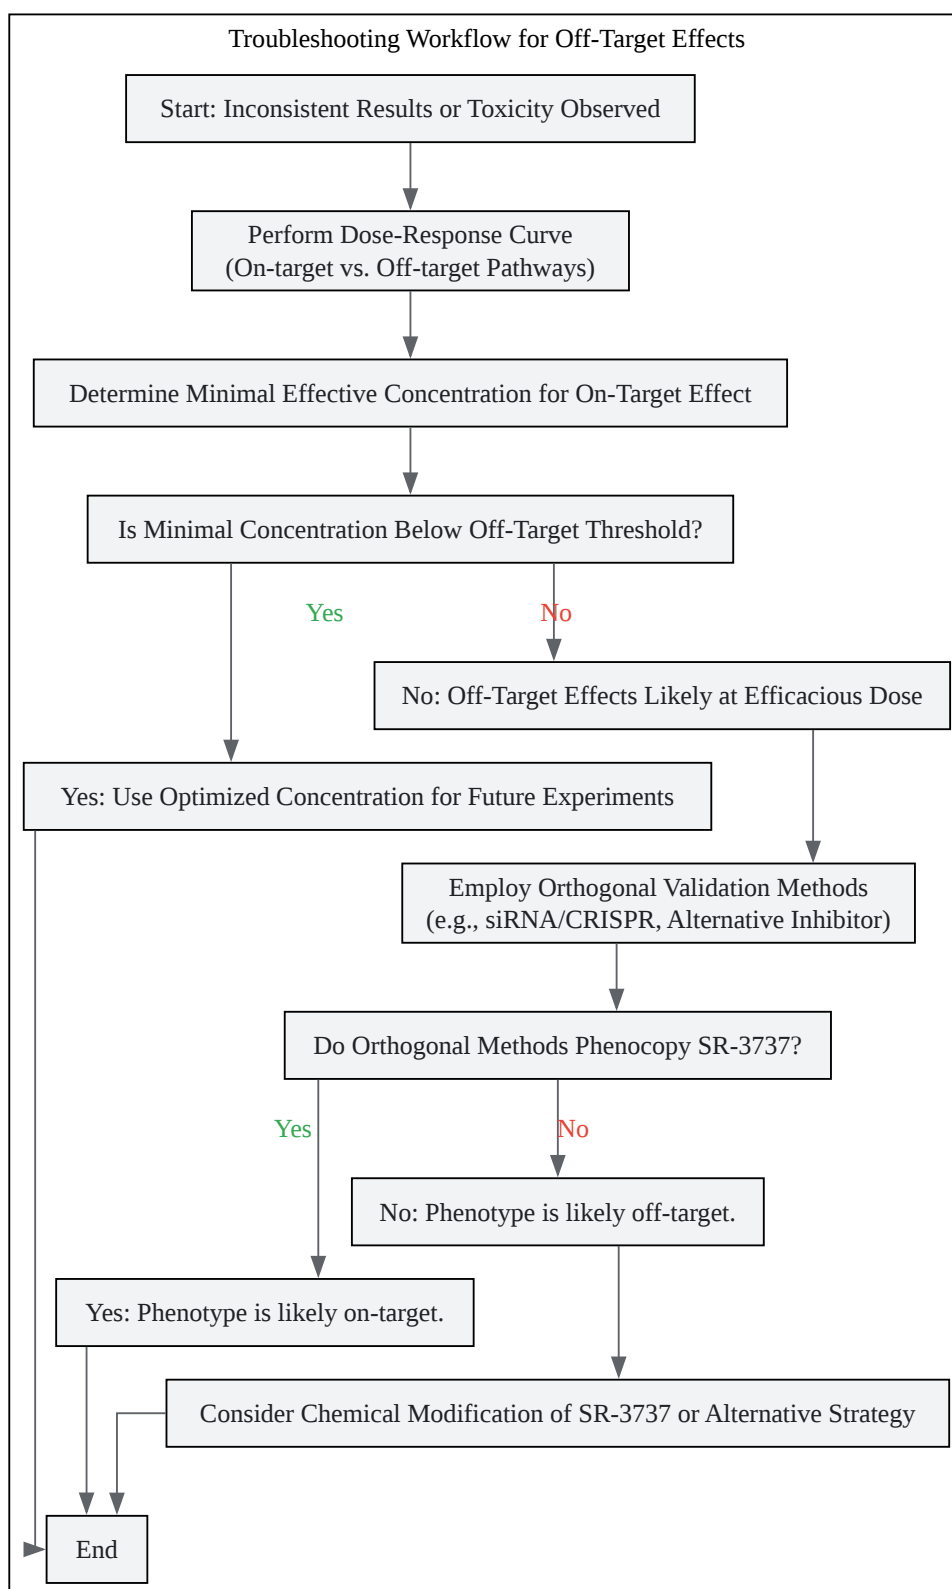 Troubleshooting Workflow for Off-Target Effects
Start: Inconsistent Results or Toxicity Observed
Perform Dose-Response Curve
(On-target vs. Off-target Pathways)
Determine Minimal Effective Concentration for On-Target Effect
Is Minimal Concentration Below Off-Target Threshold?
Yes
No
No: Off-Target Effects Likely at Efficacious Dose
Yes: Use Optimized Concentration for Future Experiments
Employ Orthogonal Validation Methods
(e.g., siRNA/CRISPR, Alternative Inhibitor)
Do Orthogonal Methods Phenocopy SR-3737?
Yes
No
No: Phenotype is likely off-target.
Yes: Phenotype is likely on-target.
Consider Chemical Modification of SR-3737 or Alternative Strategy
End